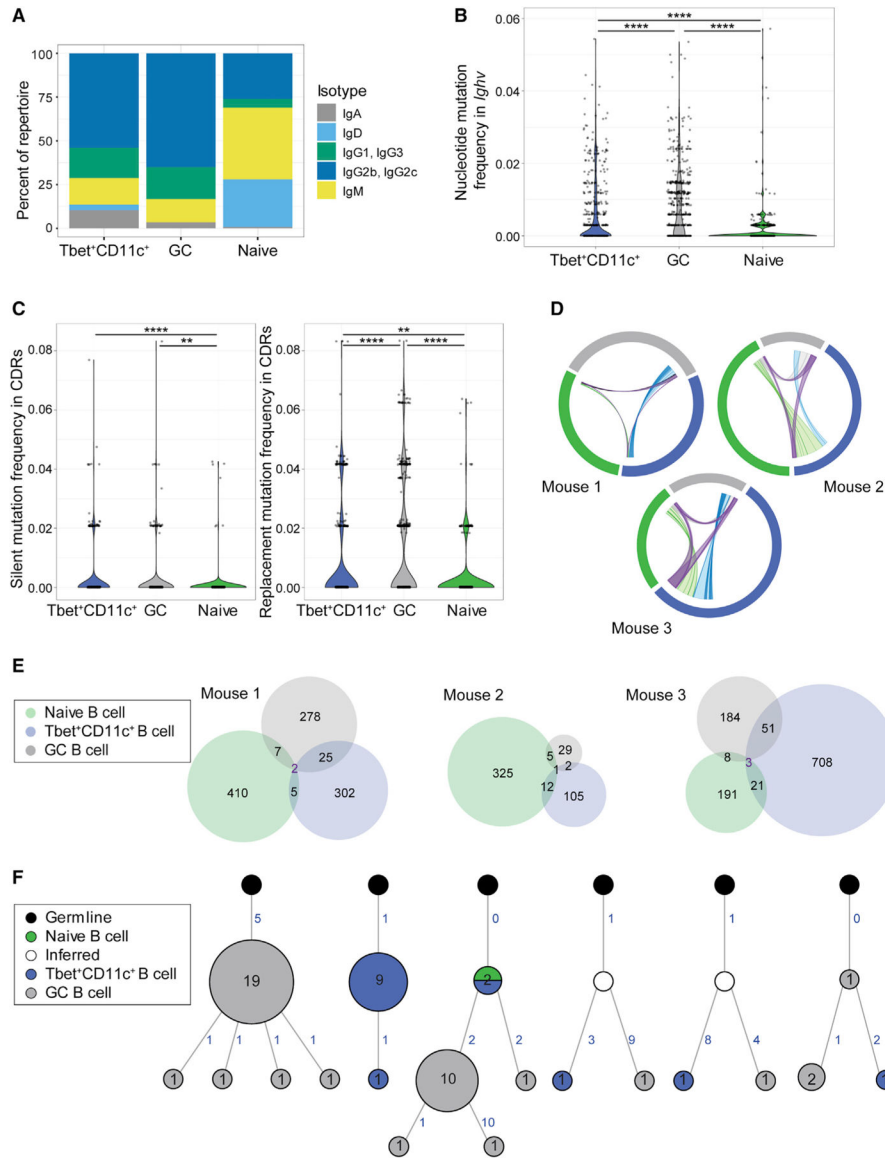 A
100
75
50
25
0
Percent of repertoire
Tbet⁺CD11c⁺ GC Naive
Isotype
IgA
IgD
IgG1, IgG3
IgG2b, IgG2c
IgM
B
****
**** ****
0.06
0.04
0.02
0.00
Nucleotide mutation
frequency in Ighv
Tbet⁺CD11c⁺ GC Naive
C
****
**
0.08
0.06
0.04
0.02
0.00
Silent mutation frequency in CDRs
Tbet⁺CD11c⁺ GC Naive
**
**** ****
0.08
0.06
0.04
0.02
0.00
Replacement mutation frequency in CDRs
Tbet⁺CD11c⁺ GC Naive
D
Mouse 1
Mouse 2
Mouse 3
E
Naive B cell
Tbet⁺CD11c⁺ B cell
GC B cell
Mouse 1
278
7 25
2
410 5 302
Mouse 2
29
5 2
1
325 12 105
Mouse 3
184 51
8 3 708
191 21
F
Germline
Naive B cell
Inferred
Tbet⁺CD11c⁺ B cell
GC B cell
5
19
1 1 1 1
1 1 1 1
1
9
1
1
0
2
2 2
10 1
1 10
1 1
1
3 9
1 1
1
8 4
1 1
0
1
1 2
2 1